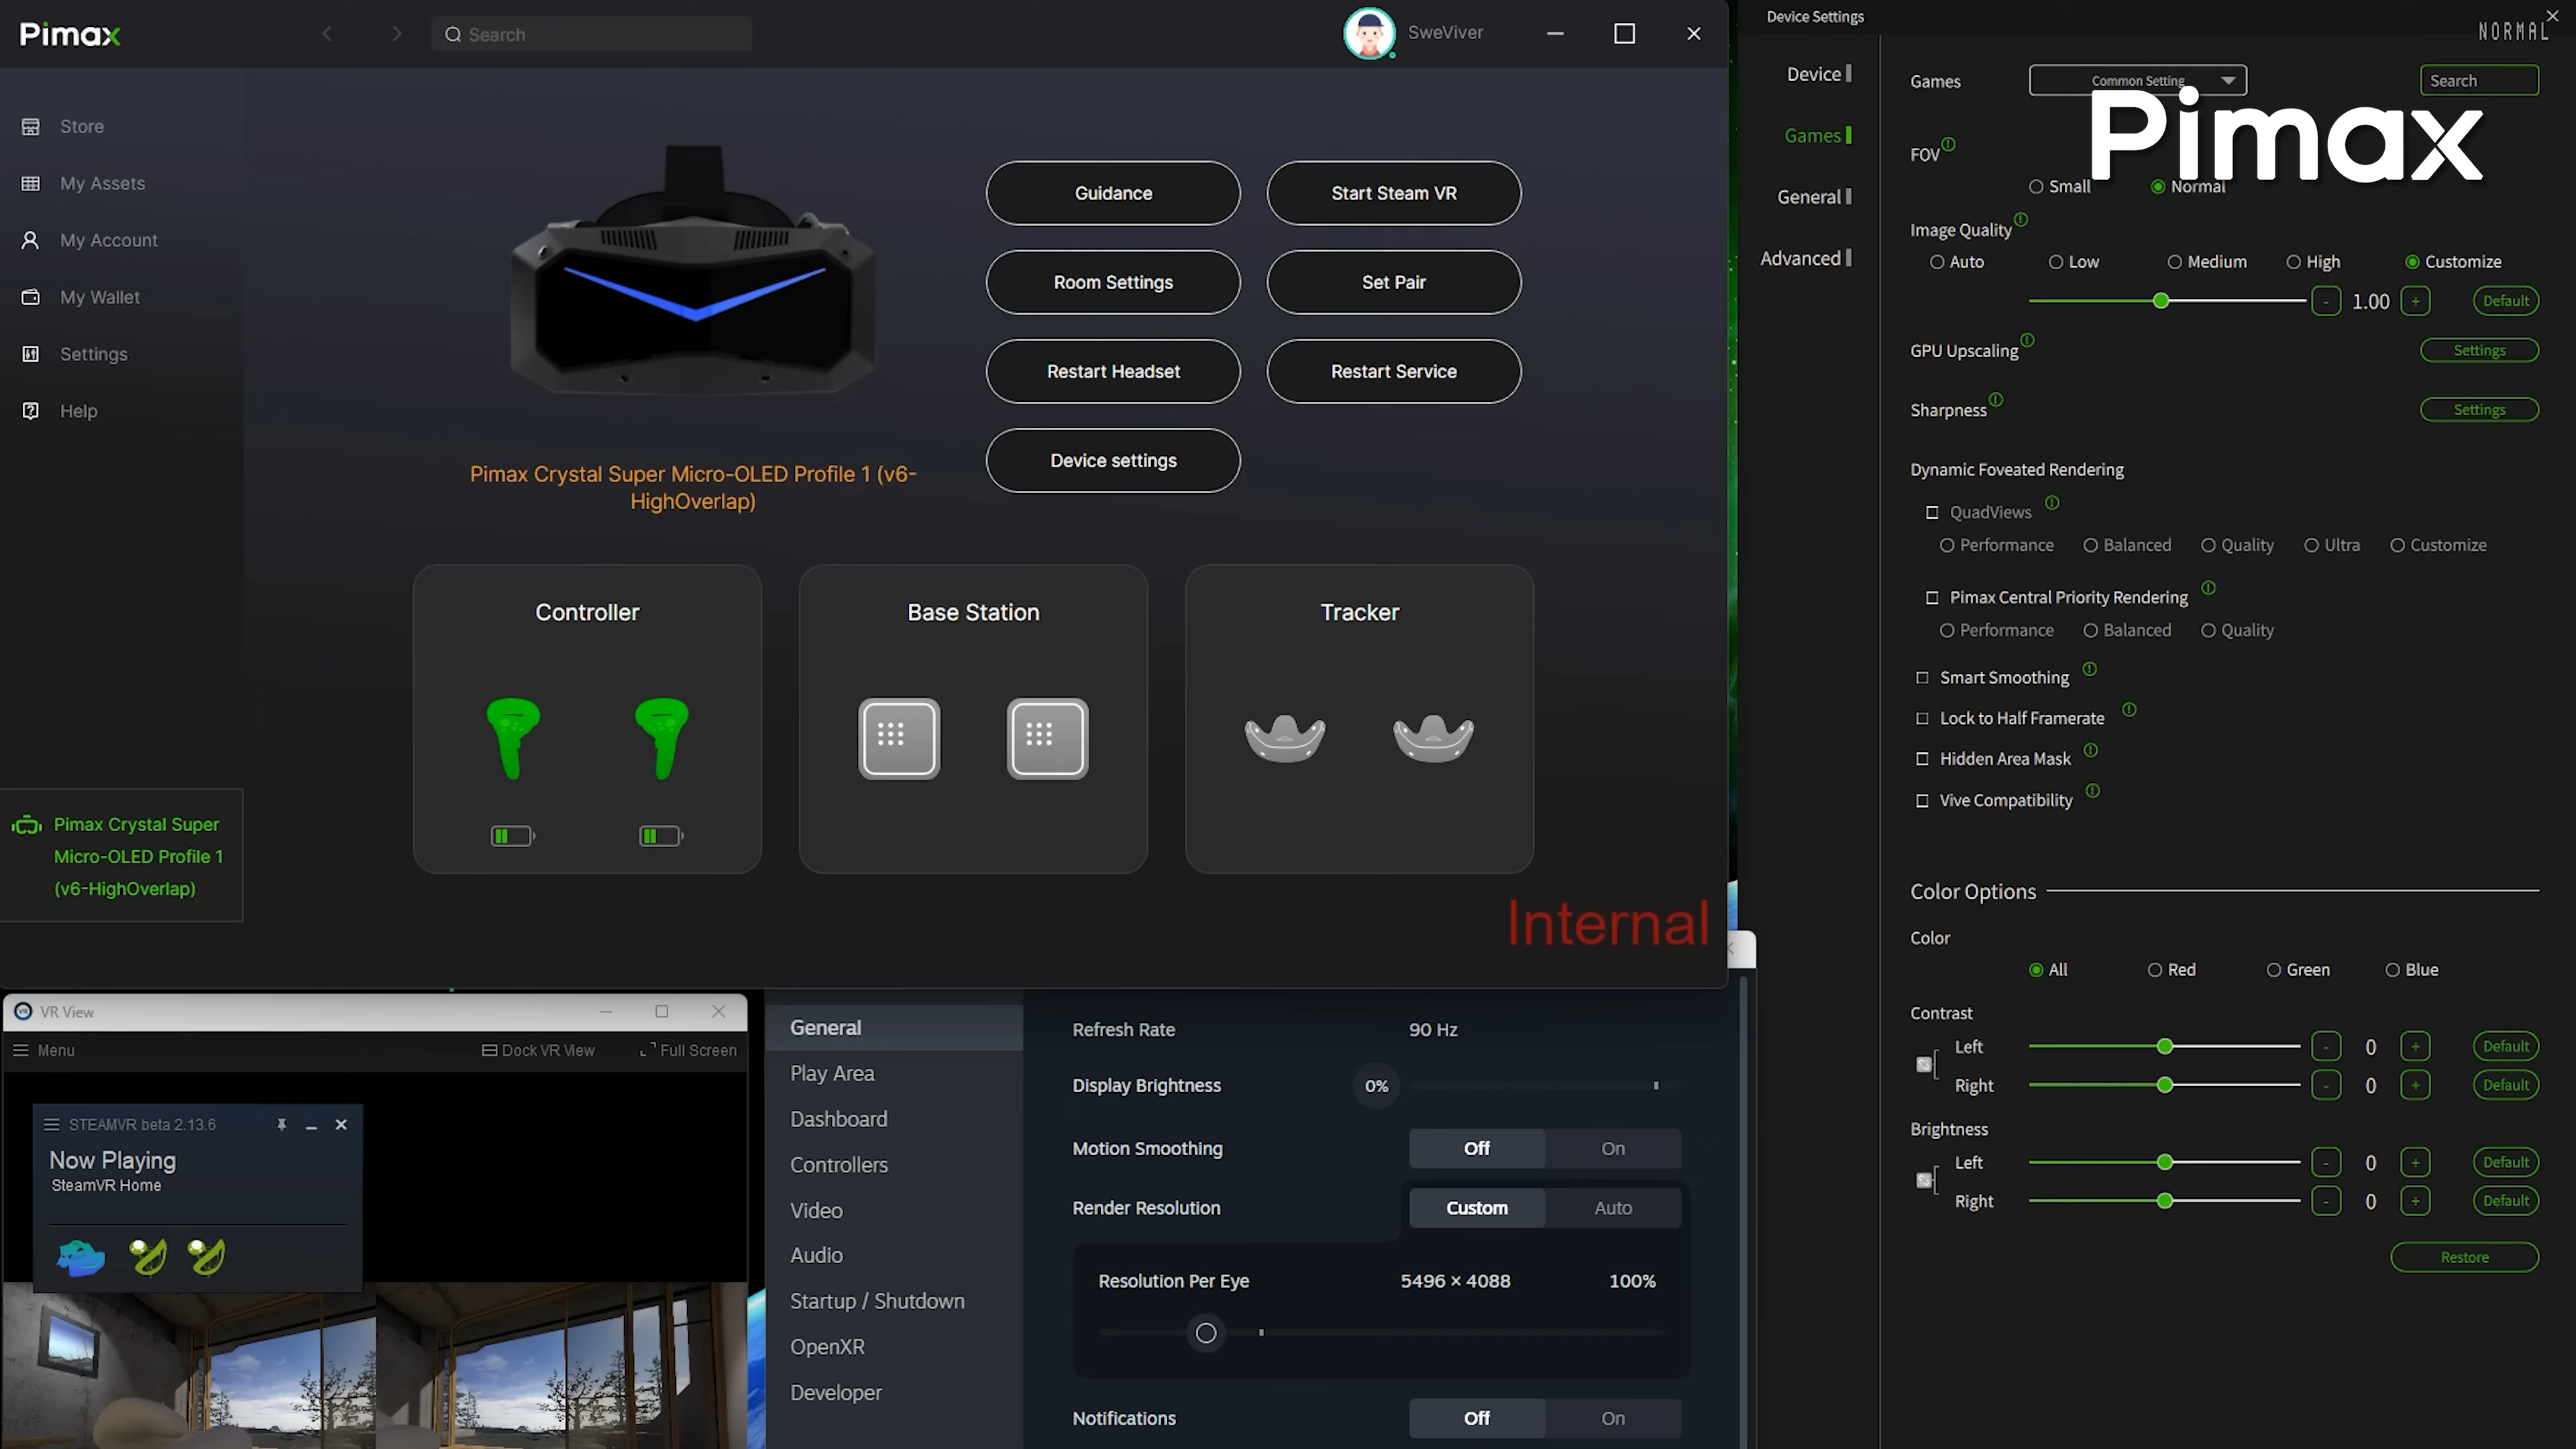 Pimax
Search
SweViver
Store
My Assets
My Account
My Wallet
Settings
Help
Guidance
Start Steam VR
Room Settings
Set Pair
Restart Headset
Restart Service
Device settings
Pimax Crystal Super Micro-OLED Profile 1 (v6-
HighOverlap)
Controller
Base Station
Tracker
Pimax Crystal Super
Micro-OLED Profile 1
(v6-HighOverlap)
Internal
VR View
Menu
Dock VR View
Full Screen
STEAMVR beta 2.13.6
Now Playing
SteamVR Home
General
Play Area
Dashboard
Controllers
Video
Audio
Startup / Shutdown
OpenXR
Developer
Refresh Rate 90 Hz
Display Brightness 0%
Motion Smoothing Off On
Render Resolution Custom Auto
Resolution Per Eye 5496 × 4088 100%
Notifications Off On
Device Settings
NORMAL
Device
Games
General
Advanced
Games Common Setting Search
Pimax
FOV
Small Normal
Image Quality
Auto Low Medium High Customize
- 1.00 + Default
GPU Upscaling Settings
Sharpness Settings
Dynamic Foveated Rendering
QuadViews
Performance Balanced Quality Ultra Customize
Pimax Central Priority Rendering
Performance Balanced Quality
Smart Smoothing
Lock to Half Framerate
Hidden Area Mask
Vive Compatibility
Color Options
Color
All Red Green Blue
Contrast
Left - 0 + Default
Right - 0 + Default
Brightness
Left - 0 + Default
Right - 0 + Default
Restore